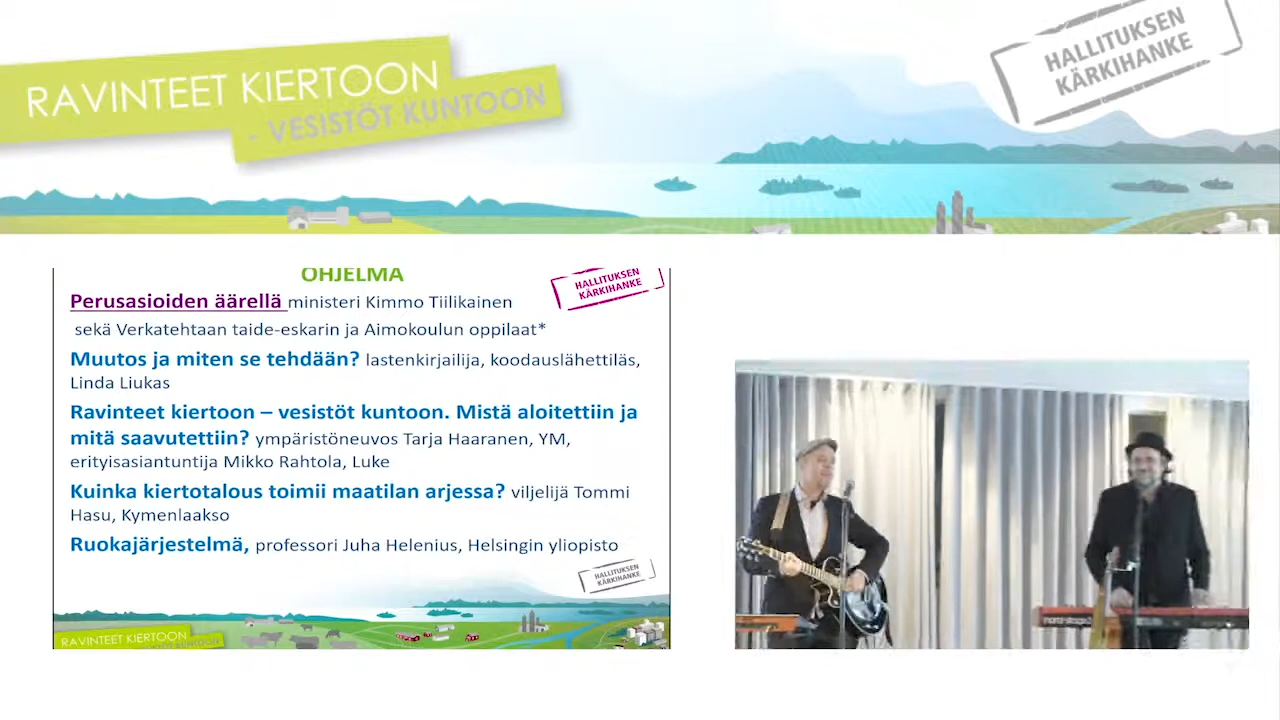 RAVINTEET KIERTOON
- VESISTÖT KUNTOON
HALLITUKSEN
KÄRKIHANKE
OHJELMA
HALLITUKSEN
KÄRKIHANKE
Perusasioiden äärellä ministeri Kimmo Tiilikainen
sekä Verkatehtaan taide-eskarin ja Aimokoulun oppilaat*
Muutos ja miten se tehdään? lastenkirjailija, koodauslähettiläs,
Linda Liukas
Ravinteet kiertoon – vesistöt kuntoon. Mistä aloitettiin ja
mitä saavutettiin? ympäristöneuvos Tarja Haaranen, YM,
erityisasiantuntija Mikko Rahtola, Luke
Kuinka kiertotalous toimii maatilan arjessa? viljelijä Tommi
Hasu, Kymenlaakso
Ruokajärjestelmä, professori Juha Helenius, Helsingin yliopisto
HALLITUKSEN
KÄRKIHANKE
RAVINTEET KIERTOON